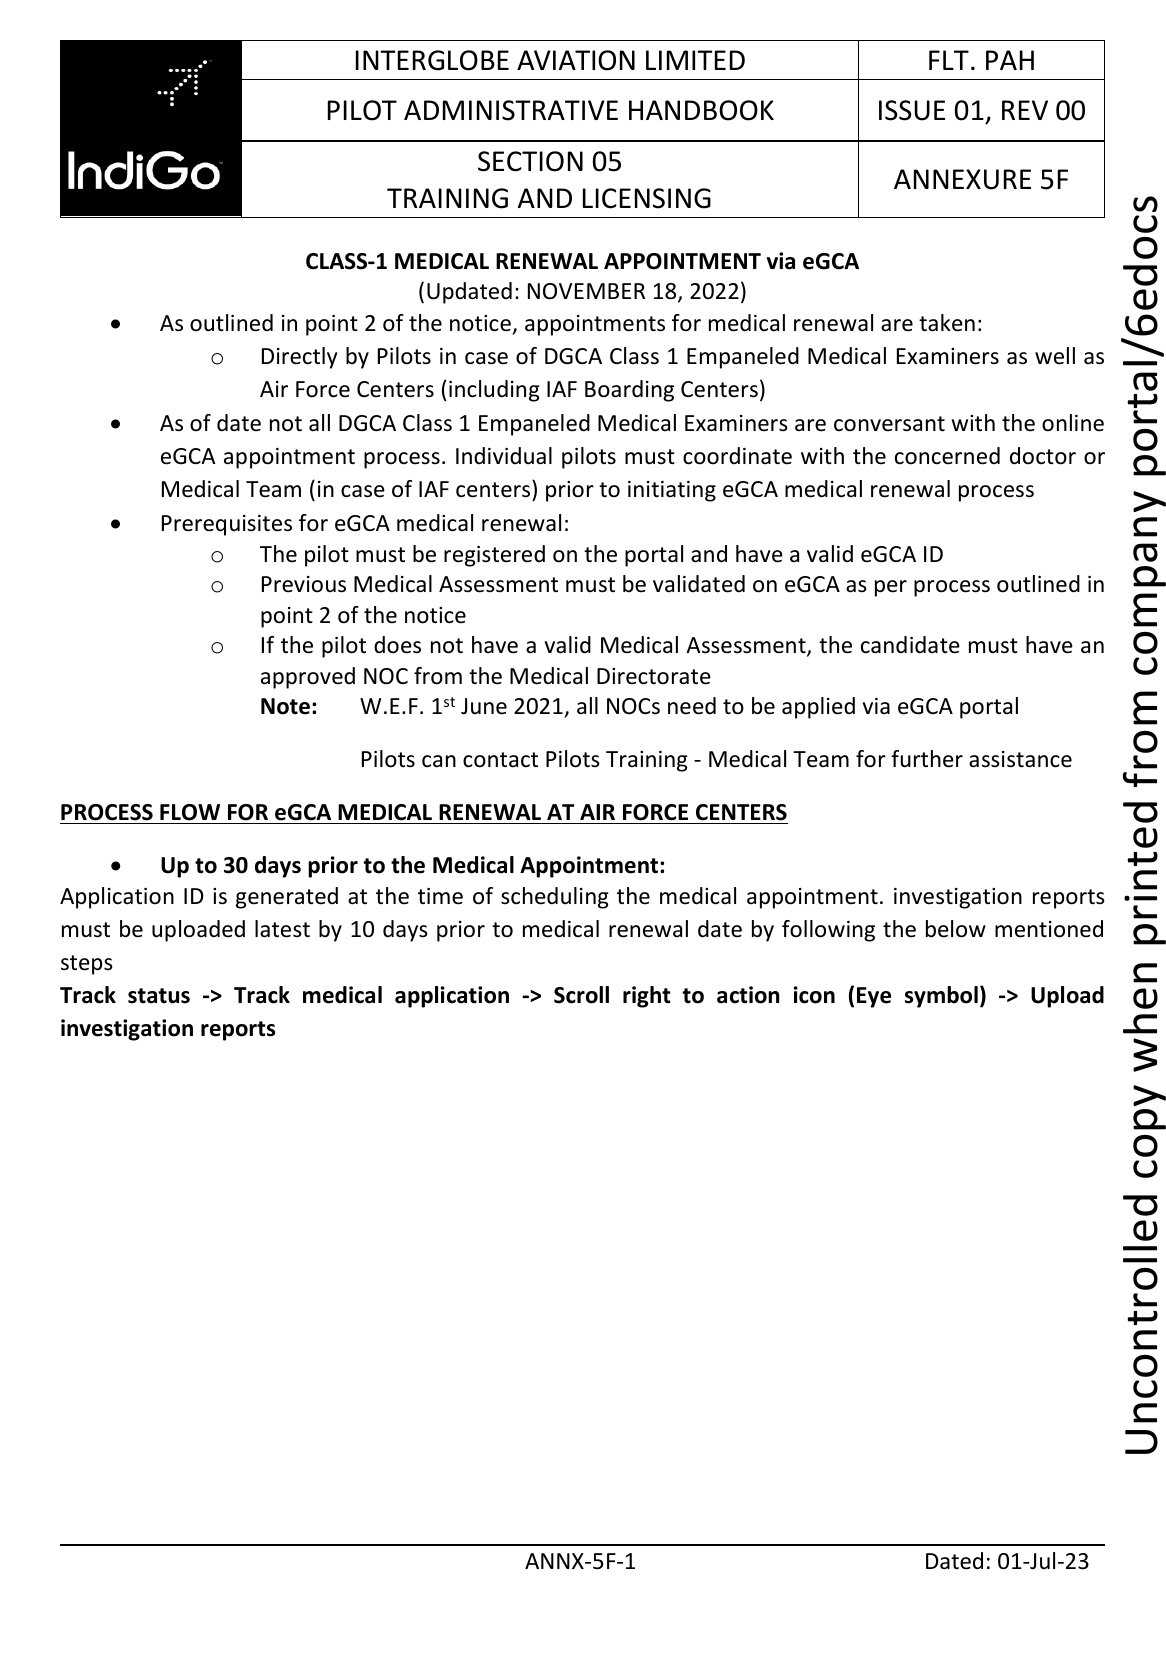 IndiGo
INTERGLOBE AVIATION LIMITED
FLT. PAH
PILOT ADMINISTRATIVE HANDBOOK
ISSUE 01, REV 00
SECTION 05
TRAINING AND LICENSING
ANNEXURE 5F
CLASS-1 MEDICAL RENEWAL APPOINTMENT via eGCA
(Updated: NOVEMBER 18, 2022)
• As outlined in point 2 of the notice, appointments for medical renewal are taken:
o Directly by Pilots in case of DGCA Class 1 Empaneled Medical Examiners as well as
Air Force Centers (including IAF Boarding Centers)
• As of date not all DGCA Class 1 Empaneled Medical Examiners are conversant with the online
eGCA appointment process. Individual pilots must coordinate with the concerned doctor or
Medical Team (in case of IAF centers) prior to initiating eGCA medical renewal process
• Prerequisites for eGCA medical renewal:
o The pilot must be registered on the portal and have a valid eGCA ID
o Previous Medical Assessment must be validated on eGCA as per process outlined in
point 2 of the notice
o If the pilot does not have a valid Medical Assessment, the candidate must have an
approved NOC from the Medical Directorate
Note: W.E.F. 1st June 2021, all NOCs need to be applied via eGCA portal
Pilots can contact Pilots Training - Medical Team for further assistance
PROCESS FLOW FOR eGCA MEDICAL RENEWAL AT AIR FORCE CENTERS
• Up to 30 days prior to the Medical Appointment:
Application ID is generated at the time of scheduling the medical appointment. investigation reports
must be uploaded latest by 10 days prior to medical renewal date by following the below mentioned
steps
Track status -> Track medical application -> Scroll right to action icon (Eye symbol) -> Upload
investigation reports
ANNX-5F-1
Dated: 01-Jul-23
Uncontrolled copy when printed from company portal/6edocs